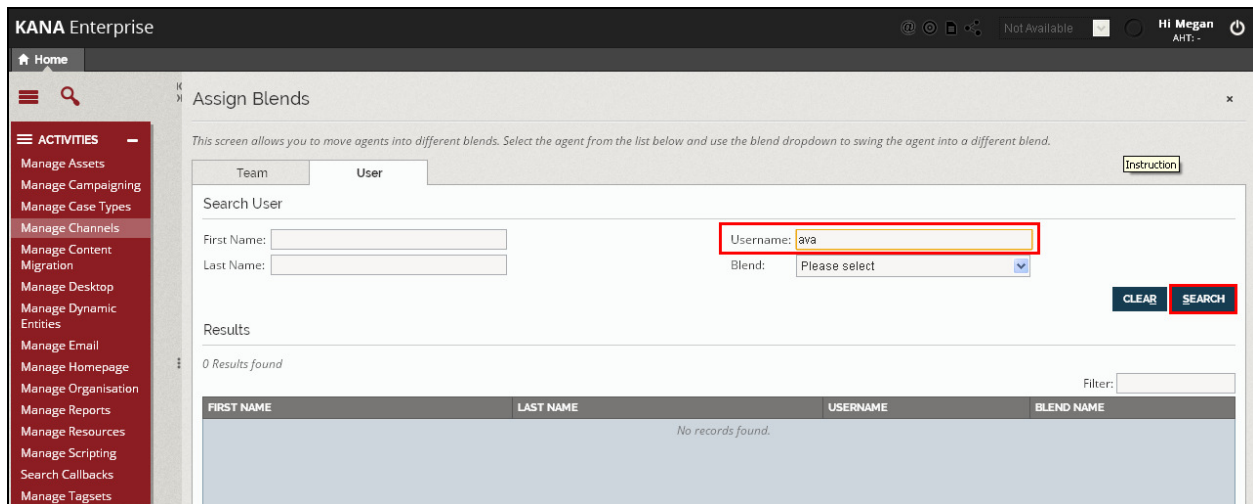 KANA Enterprise
Not Available
Hi Megan
AHT: -
Home
Assign Blends
x
ACTIVITIES
This screen allows you to move agents into different blends. Select the agent from the list below and use the blend dropdown to swing the agent into a different blend.
Manage Assets
Manage Campaigning
Manage Case Types
Manage Channels
Manage Content
Migration
Manage Desktop
Manage Dynamic
Entities
Manage Email
Manage Homepage
Manage Organisation
Manage Reports
Manage Resources
Manage Scripting
Search Callbacks
Manage Tagsets
Instruction
Team User
Search User
First Name: Username: ava
Last Name: Blend: Please select
CLEAR SEARCH
Results
0 Results found
Filter:
FIRST NAME LAST NAME USERNAME BLEND NAME
No records found.